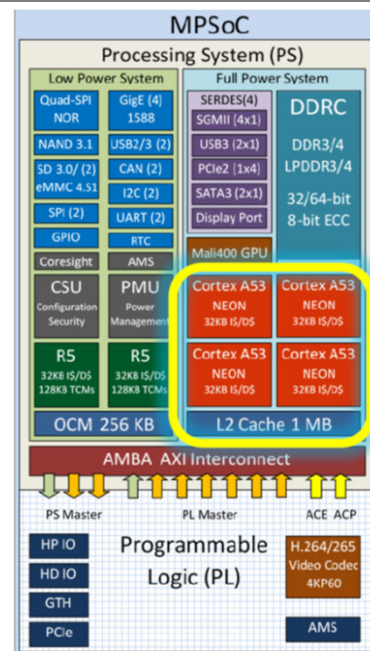 MPSoC
Processing System (PS)
Low Power System
Full Power System
Quad-SPI
NOR
GigE (4)
1588
NAND 3.1
USB2/3 (2)
SD 3.0/ (2)
eMMC 4.51
CAN (2)
I2C (2)
SPI (2)
UART (2)
GPIO
RTC
Coresight
AMS
CSU
Configuration
Security
PMU
Power
Management
R5
32KB I$/D$
128KB TCMs
R5
32KB I$/D$
128KB TCMs
OCM 256 KB
SERDES(4)
SGMII (4x1)
USB3 (2x1)
PCIe2 (1x4)
SATA3 (2x1)
Display Port
Mali400 GPU
DDRC
DDR3/4
LPDDR3/4
32/64-bit
8-bit ECC
Cortex A53
NEON
32KB I$/D$
Cortex A53
NEON
32KB I$/D$
Cortex A53
NEON
32KB I$/D$
Cortex A53
NEON
32KB I$/D$
L2 Cache 1 MB
AMBA AXI Interconnect
PS Master
PL Master
ACE ACP
HP IO
HD IO
GTH
PCIe
Programmable
Logic (PL)
H.264/265
Video Codec
4KP60
AMS